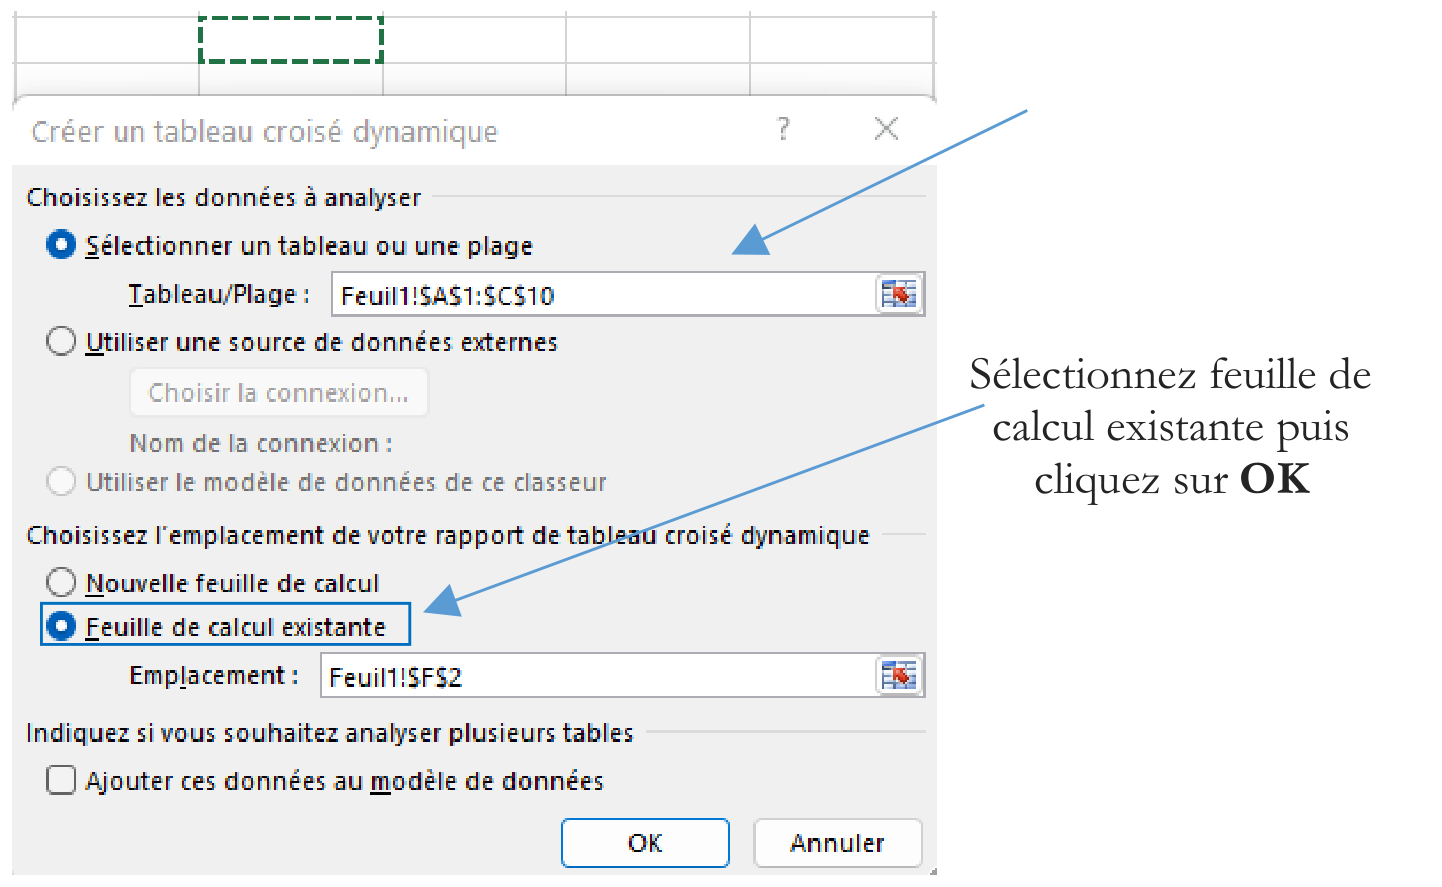 Créer un tableau croisé dynamique ?
Choisissez les données à analyser
Sélectionner un tableau ou une plage
Tableau/Plage : Feuil1!$A$1:$C$10
Utiliser une source de données externes
Choisir la connexion...
Nom de la connexion :
Utiliser le modèle de données de ce classeur
Choisissez l'emplacement de votre rapport de tableau croisé dynamique
Nouvelle feuille de calcul
Feuille de calcul existante
Emplacement : Feuil1!$F$2
Indiquez si vous souhaitez analyser plusieurs tables
Ajouter ces données au modèle de données
OK Annuler
Sélectionnez feuille de
calcul existante puis
cliquez sur OK